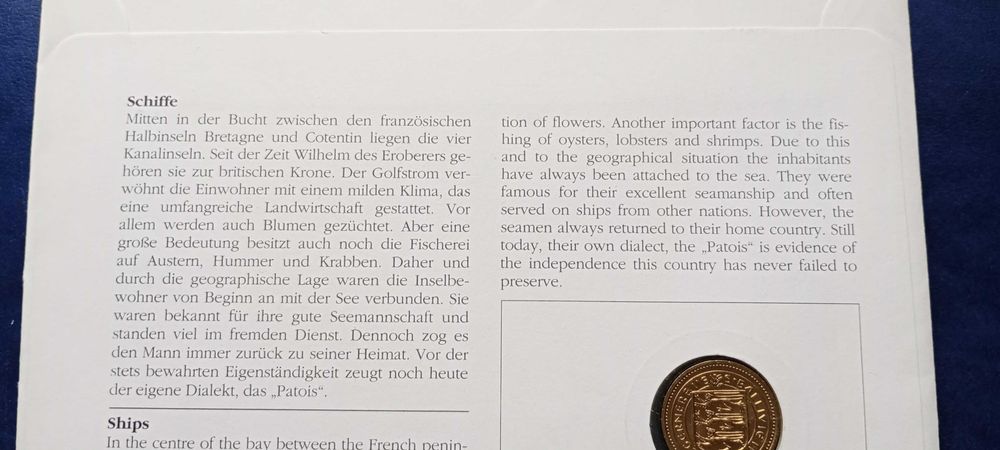 Schiffe
Mitten in der Bucht zwischen den französischen
Halbinseln Bretagne und Cotentin liegen die vier
Kanalinseln. Seit der Zeit Wilhelm des Eroberers ge-
hören sie zur britischen Krone. Der Golfstrom ver-
wöhnt die Einwohner mit einem milden Klima, das
eine umfangreiche Landwirtschaft gestattet. Vor
allem werden auch Blumen gezüchtet. Aber eine
große Bedeutung besitzt auch noch die Fischerei
auf Austern, Hummer und Krabben. Daher und
durch die geographische Lage waren die Inselbe-
wohner von Beginn an mit der See verbunden. Sie
waren bekannt für ihre gute Seemannschaft und
standen viel im fremden Dienst. Dennoch zog es
den Mann immer zurück zu seiner Heimat. Vor der
stets bewahrten Eigenständigkeit zeugt noch heute
der eigene Dialekt, das „Patois“.
Ships
In the centre of the bay between the French penin-
tion of flowers. Another important factor is the fis-
hing of oysters, lobsters and shrimps. Due to this
and to the geographical situation the inhabitants
have always been attached to the sea. They were
famous for their excellent seamanship and often
served on ships from other nations. However, the
seamen always returned to their home country. Still
today, their own dialect, the „Patois“ is evidence of
the independence this country has never failed to
preserve.